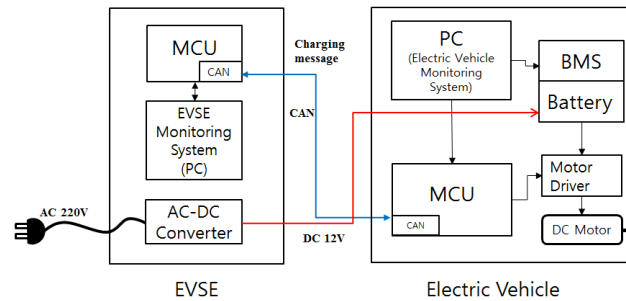 MCU
CAN
EVSE
Monitoring
System
(PC)
AC 220V
AC-DC
Converter
EVSE
Charging
message
CAN
DC 12V
PC
(Electric Vehicle
Monitoring
System)
BMS
Battery
MCU
CAN
Motor
Driver
DC Motor
Electric Vehicle